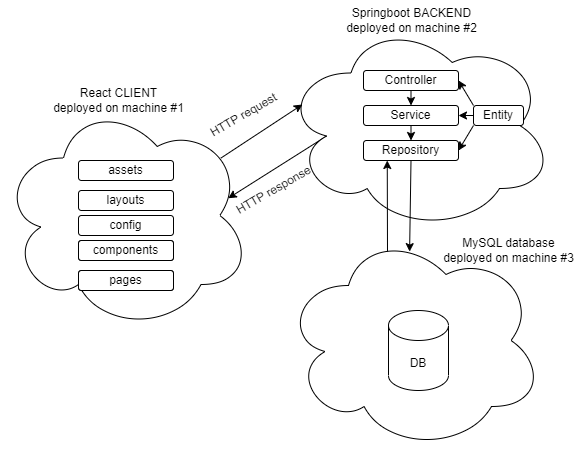 Springboot BACKEND
deployed on machine #2
Controller
Service
Entity
Repository
React CLIENT
deployed on machine #1
assets
layouts
config
components
pages
HTTP request
HTTP response
MySQL database
deployed on machine #3
DB